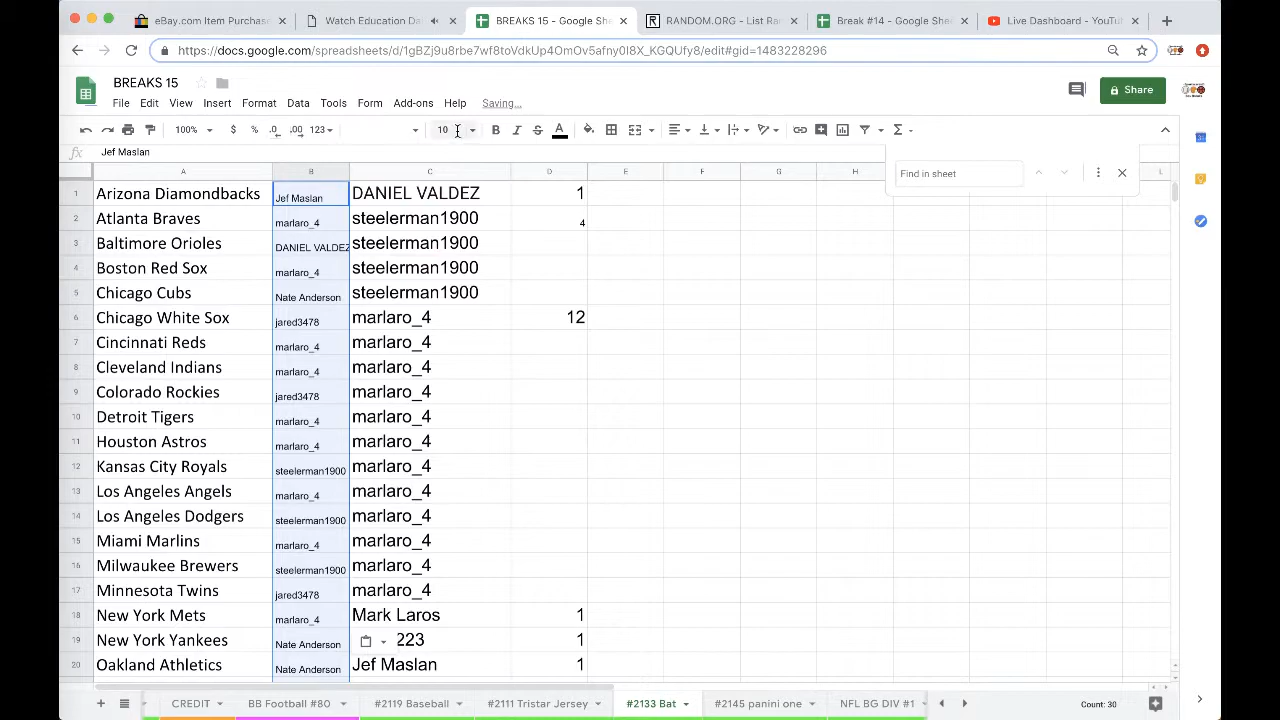 eBay.com Item Purchase
Watch Education Da
BREAKS 15 - Google She
RANDOM.ORG - List Ra
Break #14 - Google Shee
Live Dashboard - YouTu
https://docs.google.com/spreadsheets/d/1gBZj9u8rbe7wf8toVdkUp4OmOv5afny0I8X_KGQUfy8/edit#gid=1483228296
BREAKS 15
File Edit View Insert Format Data Tools Form Add-ons Help Saving...
Share
100% $ % .0 .00 123 10 B I S A
fx Jef Maslan
Find in sheet
A B C D E F G H L
1 Arizona Diamondbacks Jef Maslan DANIEL VALDEZ 1
2 Atlanta Braves marlaro_4 steelerman1900 4
3 Baltimore Orioles DANIEL VALDEZ steelerman1900
4 Boston Red Sox marlaro_4 steelerman1900
5 Chicago Cubs Nate Anderson steelerman1900
6 Chicago White Sox jared3478 marlaro_4 12
7 Cincinnati Reds marlaro_4 marlaro_4
8 Cleveland Indians marlaro_4 marlaro_4
9 Colorado Rockies jared3478 marlaro_4
10 Detroit Tigers marlaro_4 marlaro_4
11 Houston Astros marlaro_4 marlaro_4
12 Kansas City Royals steelerman1900 marlaro_4
13 Los Angeles Angels marlaro_4 marlaro_4
14 Los Angeles Dodgers steelerman1900 marlaro_4
15 Miami Marlins marlaro_4 marlaro_4
16 Milwaukee Brewers steelerman1900 marlaro_4
17 Minnesota Twins jared3478 marlaro_4
18 New York Mets marlaro_4 Mark Laros 1
19 New York Yankees Nate Anderson 223 1
20 Oakland Athletics Nate Anderson Jef Maslan 1
CREDIT BB Football #80 #2119 Baseball #2111 Tristar Jersey #2133 Bat #2145 panini one NFL BG DIV #1 Count: 30